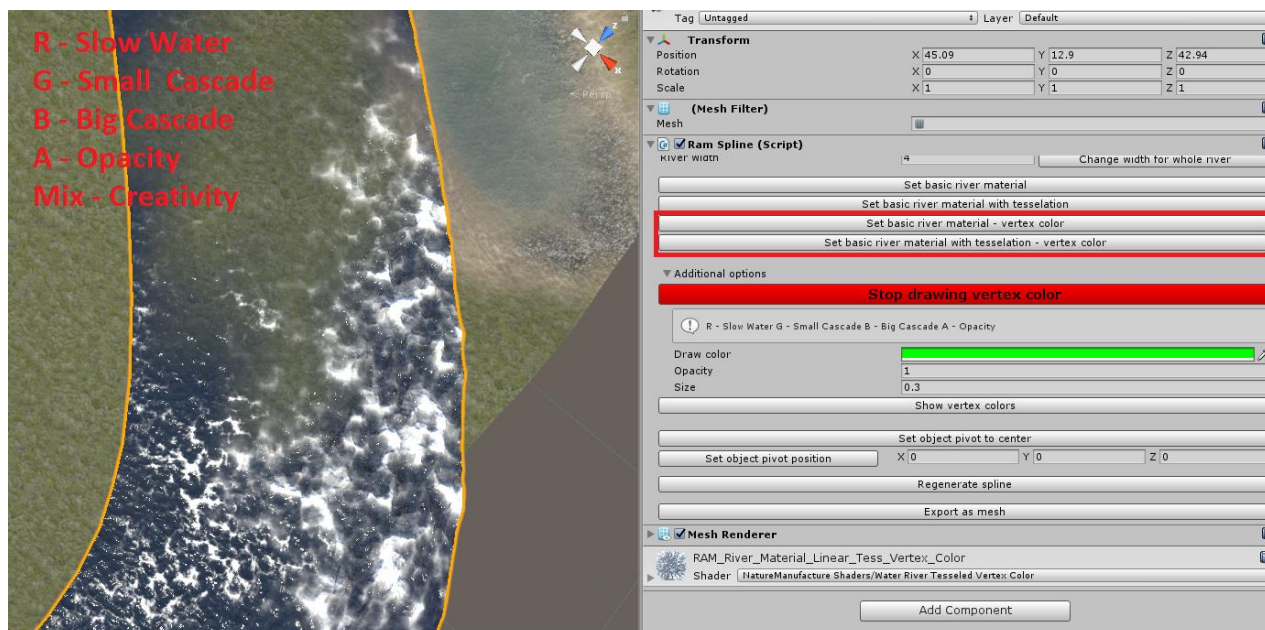 R - Slow Water
G - Small Cascade
B - Big Cascade
A - Opacity
Mix - Creativity
z
x
< Persp
Tag Untagged Layer Default
Transform
Position X 45.09 Y 12.9 Z 42.94
Rotation X 0 Y 0 Z 0
Scale X 1 Y 1 Z 1
(Mesh Filter)
Mesh
Ram Spline (Script)
River width 4 Change width for whole river
Set basic river material
Set basic river material with tesselation
Set basic river material - vertex color
Set basic river material with tesselation - vertex color
Additional options
Stop drawing vertex color
R - Slow Water G - Small Cascade B - Big Cascade A - Opacity
Draw color
Opacity 1
Size 0.3
Show vertex colors
Set object pivot to center
Set object pivot position X 0 Y 0 Z 0
Regenerate spline
Export as mesh
Mesh Renderer
RAM_River_Material_Linear_Tess_Vertex_Color
Shader NatureManufacture Shaders/Water River Tesseled Vertex Color
Add Component